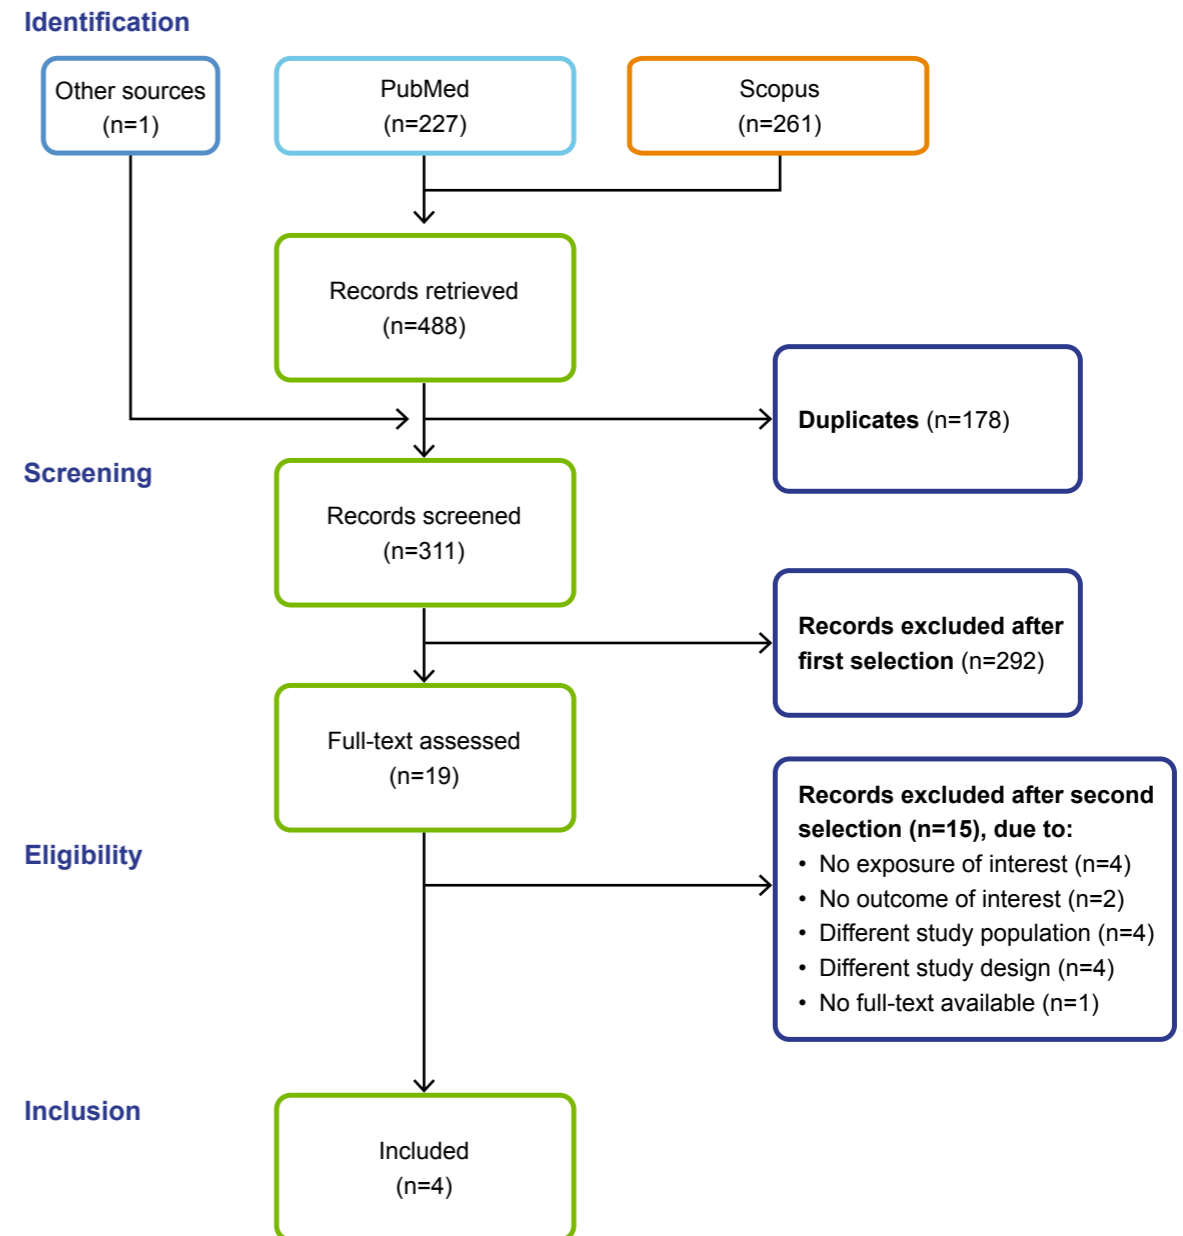 Identification
Other sources
(n=1)
PubMed
(n=227)
Scopus
(n=261)
Records retrieved
(n=488)
Duplicates (n=178)
Screening
Records screened
(n=311)
Records excluded after
first selection (n=292)
Full-text assessed
(n=19)
Eligibility
Records excluded after second
selection (n=15), due to:
• No exposure of interest (n=4)
• No outcome of interest (n=2)
• Different study population (n=4)
• Different study design (n=4)
• No full-text available (n=1)
Inclusion
Included
(n=4)